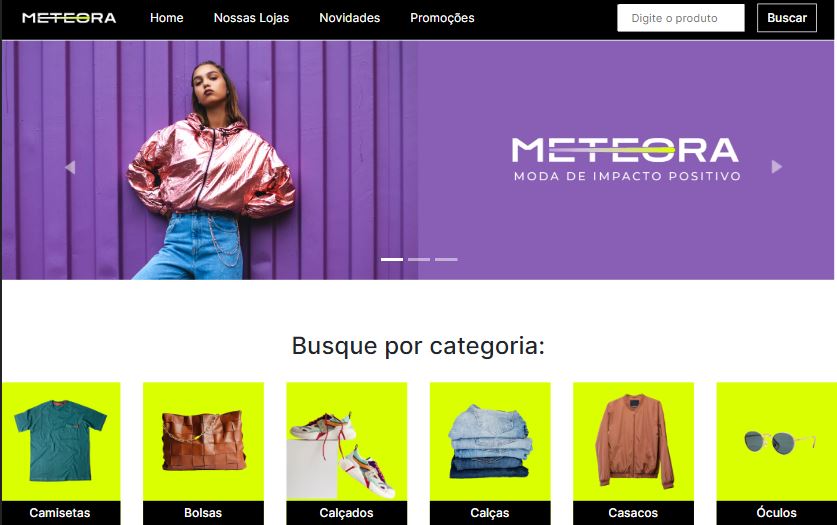 METEORA Home Nossas Lojas Novidades Promoções Digite o produto Buscar
METEORA
MODA DE IMPACTO POSITIVO
Busque por categoria:
Camisetas Bolsas Calçados Calças Casacos Óculos